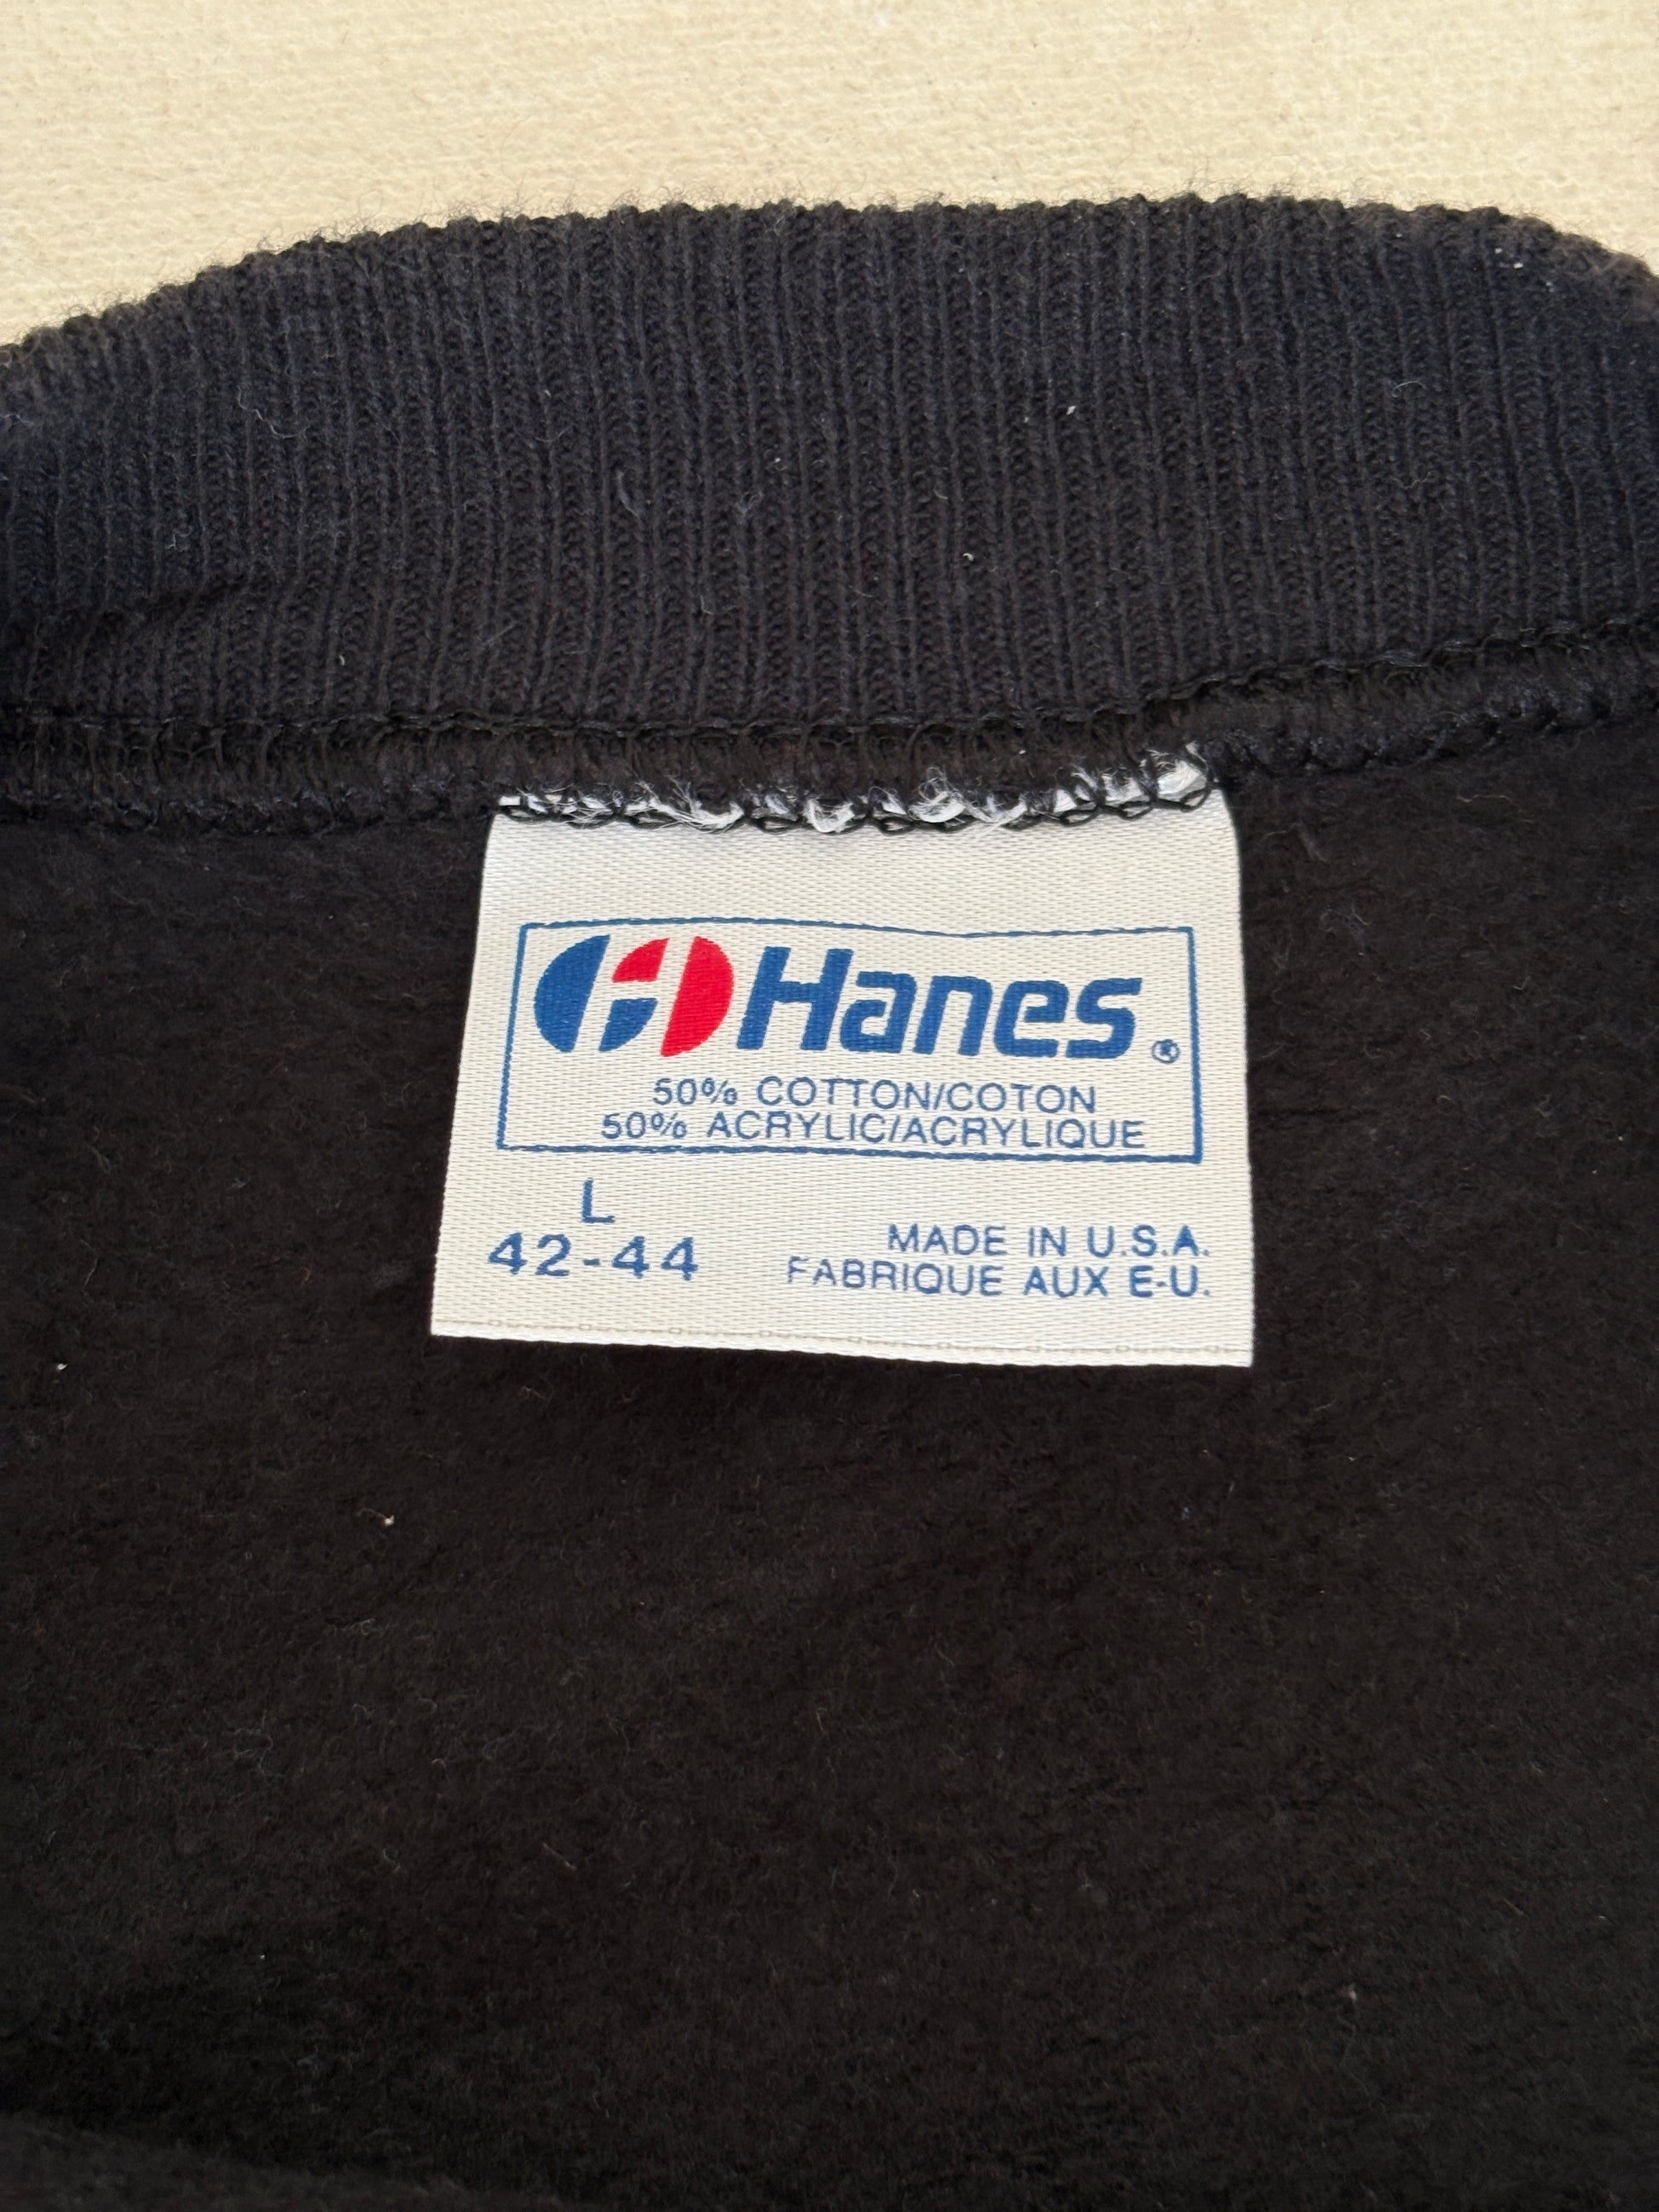 Hanes®
50% COTTON/COTON
50% ACRYLIC/ACRYLIQUE
L
42-44
MADE IN U.S.A.
FABRIQUE AUX E-U.